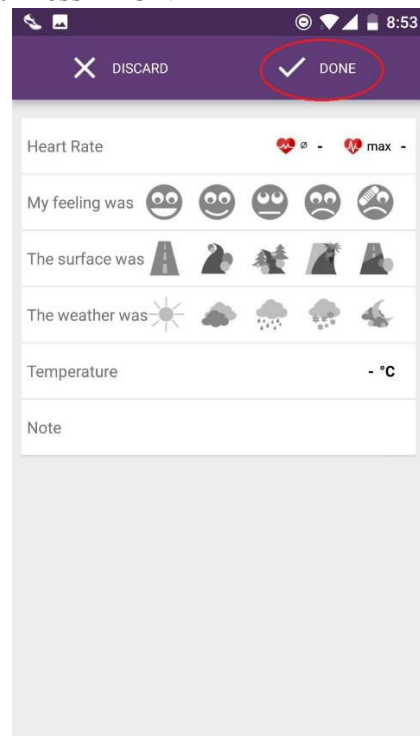 8:53
DISCARD DONE
Heart Rate ø - max -
My feeling was
The surface was
The weather was
Temperature - °C
Note